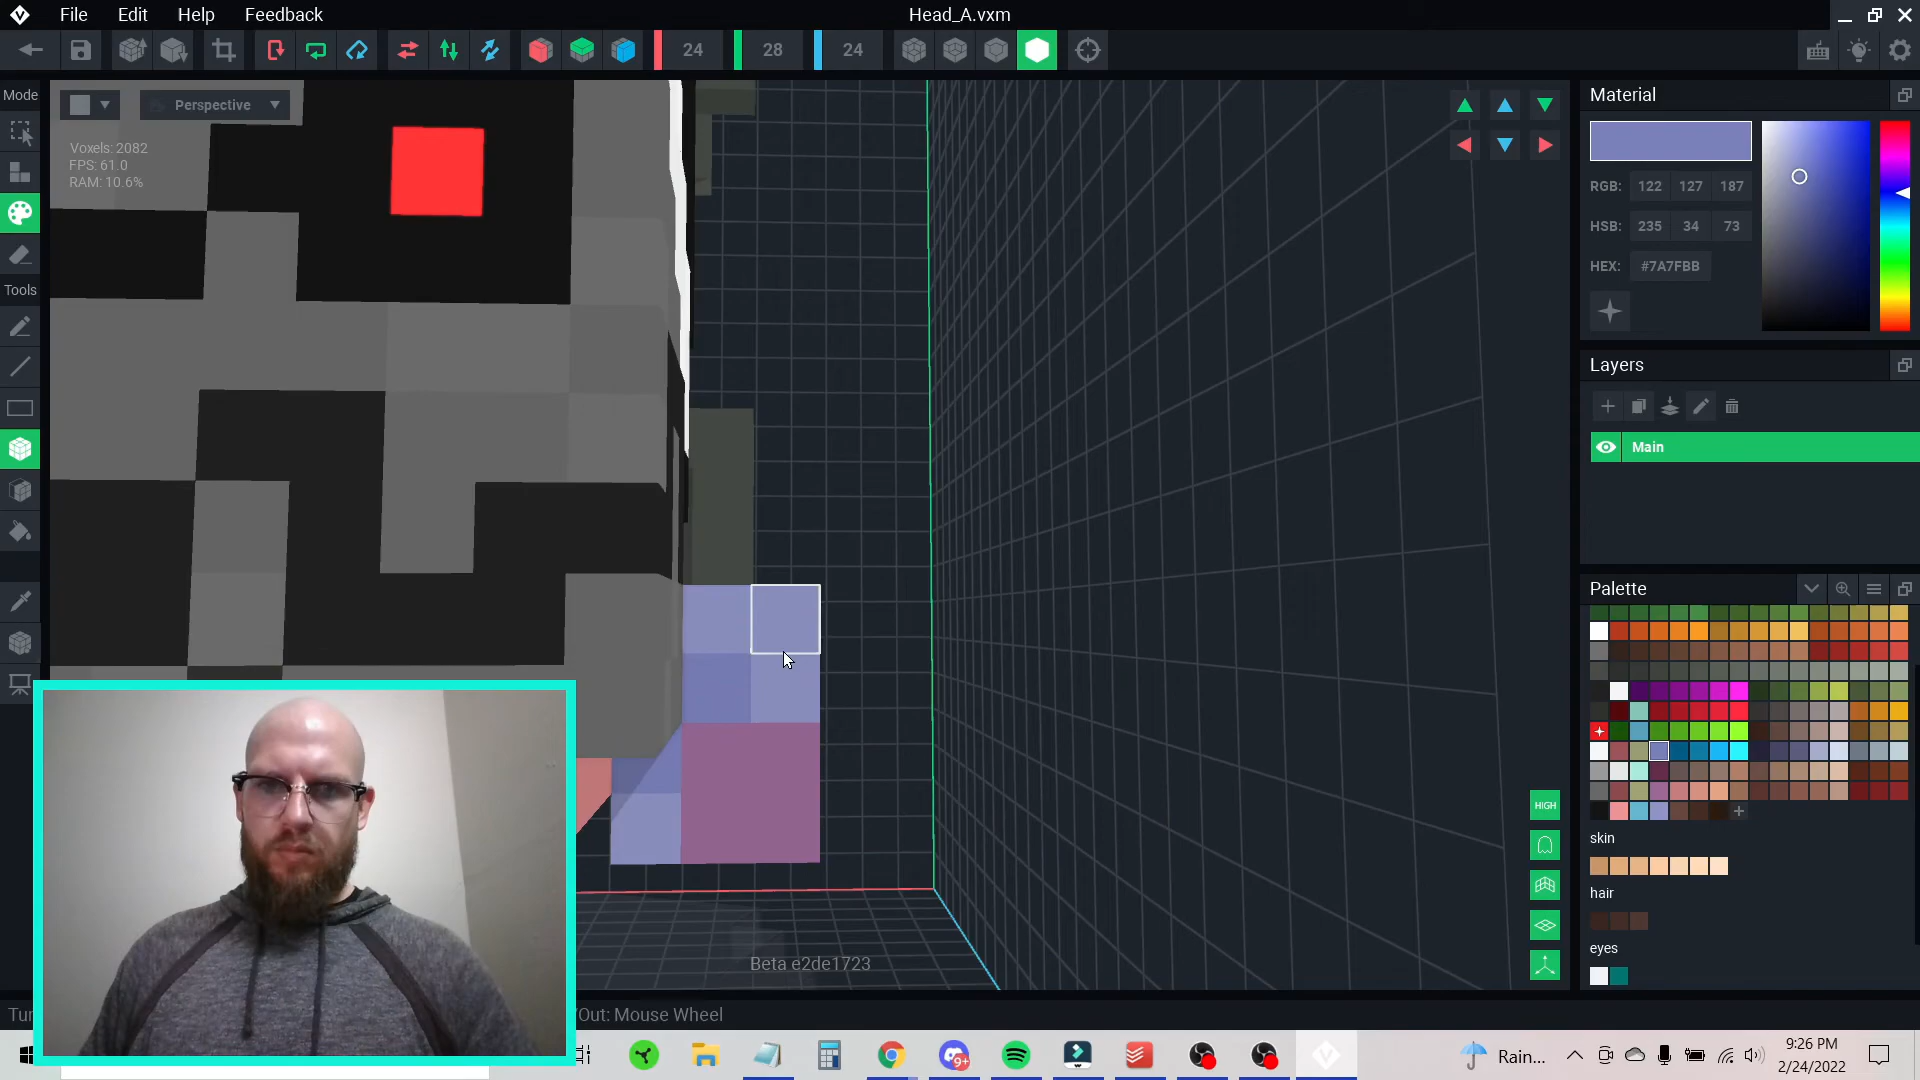 File Edit Help Feedback
Head_A.vxm
24 28 24
Mode
Perspective
Voxels: 2082
FPS: 61.0
RAM: 10.6%
Tools
Material
RGB: 122 127 187
HSB: 235 34 73
HEX: #7A7FBB
Layers
Main
Palette
skin
hair
eyes
HIGH
Beta e2de1723
Tur
/Out: Mouse Wheel
9+
Rain...
9:26 PM
2/24/2022